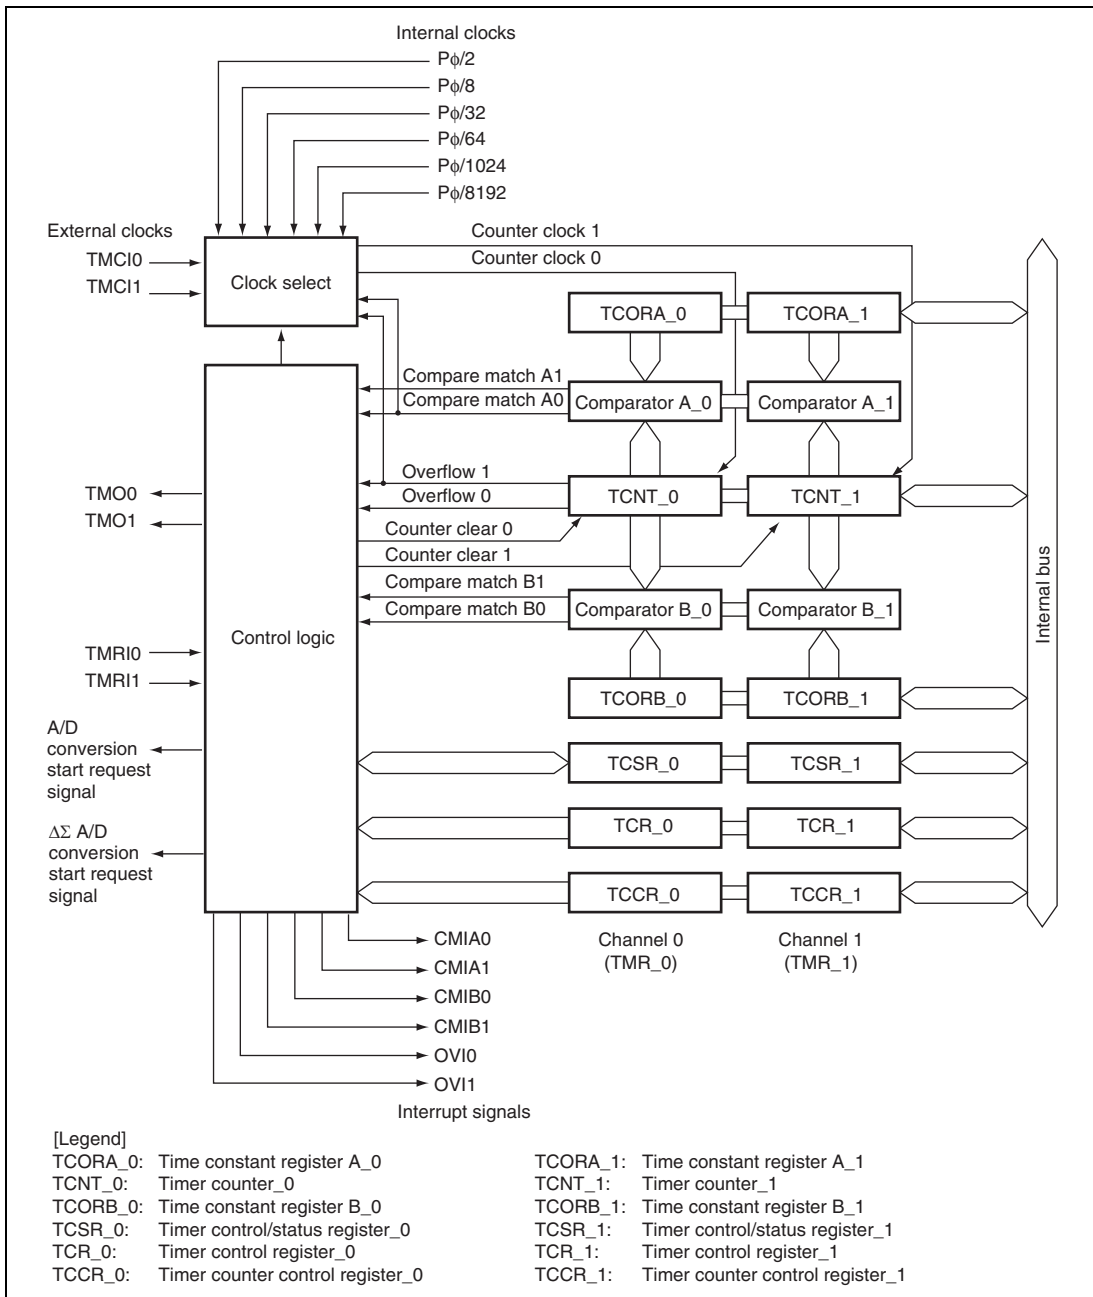 Internal clocks
Pϕ/2
Pϕ/8
Pϕ/32
Pϕ/64
Pϕ/1024
Pϕ/8192
External clocks
TMCI0
TMCI1
Clock select
Counter clock 1
Counter clock 0
TCORA_0
TCORA_1
Compare match A1
Compare match A0
Comparator A_0
Comparator A_1
TMO0
TMO1
Overflow 1
Overflow 0
TCNT_0
TCNT_1
Counter clear 0
Counter clear 1
Compare match B1
Compare match B0
Comparator B_0
Comparator B_1
Control logic
Internal bus
TMRI0
TMRI1
TCORB_0
TCORB_1
A/D
conversion
start request
signal
TCSR_0
TCSR_1
ΔΣ A/D
conversion
start request
signal
TCR_0
TCR_1
TCCR_0
TCCR_1
Channel 0
(TMR_0)
Channel 1
(TMR_1)
CMIA0
CMIA1
CMIB0
CMIB1
OVI0
OVI1
Interrupt signals
[Legend]
TCORA_0: Time constant register A_0
TCNT_0: Timer counter_0
TCORB_0: Time constant register B_0
TCSR_0: Timer control/status register_0
TCR_0: Timer control register_0
TCCR_0: Timer counter control register_0
TCORA_1: Time constant register A_1
TCNT_1: Timer counter_1
TCORB_1: Time constant register B_1
TCSR_1: Timer control/status register_1
TCR_1: Timer control register_1
TCCR_1: Timer counter control register_1